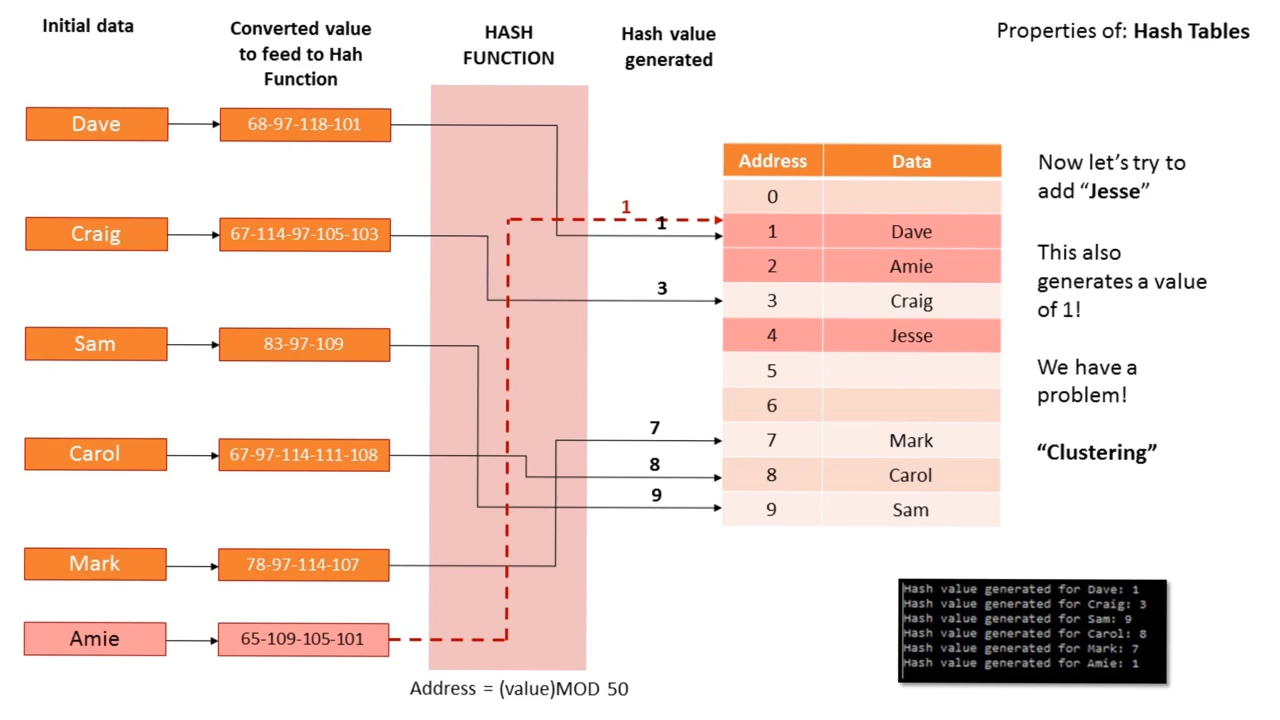 Initial data
Converted value
to feed to Hah
Function
HASH
FUNCTION
Hash value
generated
Properties of: Hash Tables
Dave
68-97-118-101
Craig
67-114-97-105-103
Sam
83-97-109
Carol
67-97-114-111-108
Mark
78-97-114-107
Amie
65-109-105-101
Address = (value)MOD 50
1
1
3
7
8
9
Address Data
0
1 Dave
2 Amie
3 Craig
4 Jesse
5
6
7 Mark
8 Carol
9 Sam
Now let’s try to
add “Jesse”
This also
generates a value
of 1!
We have a
problem!
“Clustering”
Hash value generated for Dave: 1
Hash value generated for Craig: 3
Hash value generated for Sam: 9
Hash value generated for Carol: 8
Hash value generated for Mark: 7
Hash value generated for Amie: 1